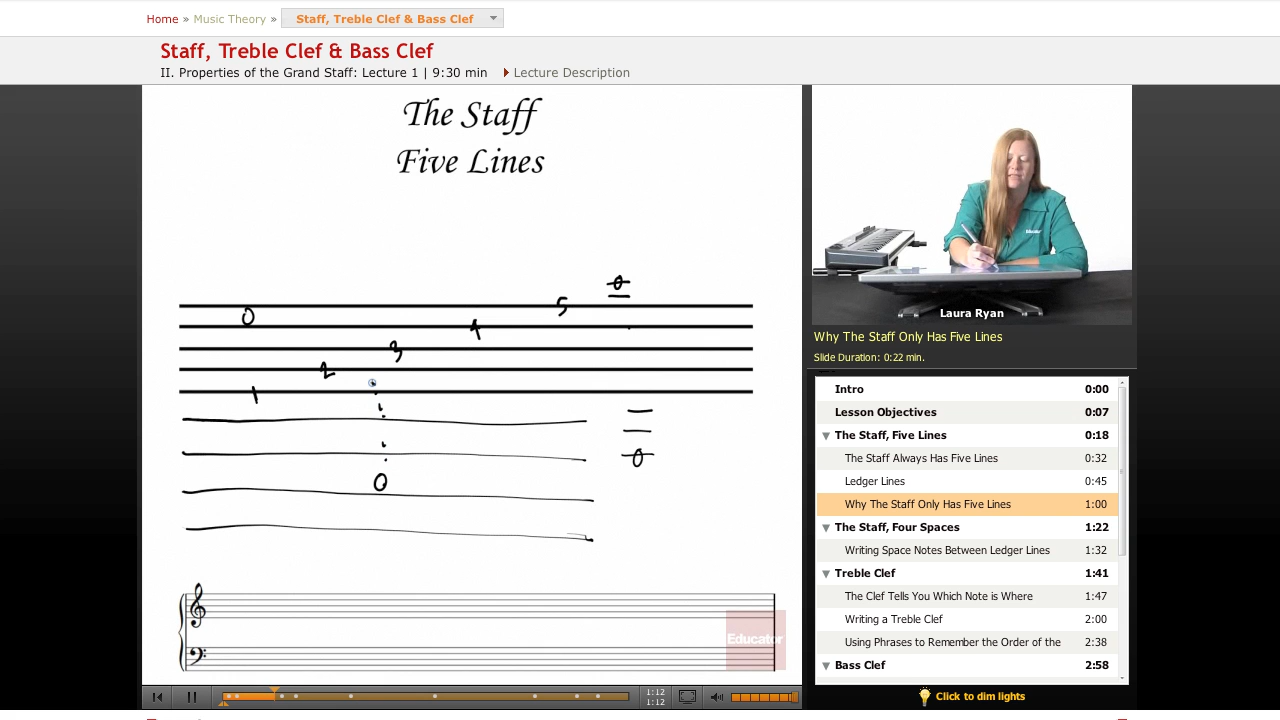 Home » Music Theory » Staff, Treble Clef & Bass Clef
Staff, Treble Clef & Bass Clef
II. Properties of the Grand Staff: Lecture 1 | 9:30 min Lecture Description
The Staff
Five Lines
1 2 3 4 5
Educator
1:12
1:12
Educator
Laura Ryan
Why The Staff Only Has Five Lines
Slide Duration: 0:22 min.
Intro 0:00
Lesson Objectives 0:07
The Staff, Five Lines 0:18
The Staff Always Has Five Lines 0:32
Ledger Lines 0:45
Why The Staff Only Has Five Lines 1:00
The Staff, Four Spaces 1:22
Writing Space Notes Between Ledger Lines 1:32
Treble Clef 1:41
The Clef Tells You Which Note is Where 1:47
Writing a Treble Clef 2:00
Using Phrases to Remember the Order of the 2:38
Bass Clef 2:58
Click to dim lights